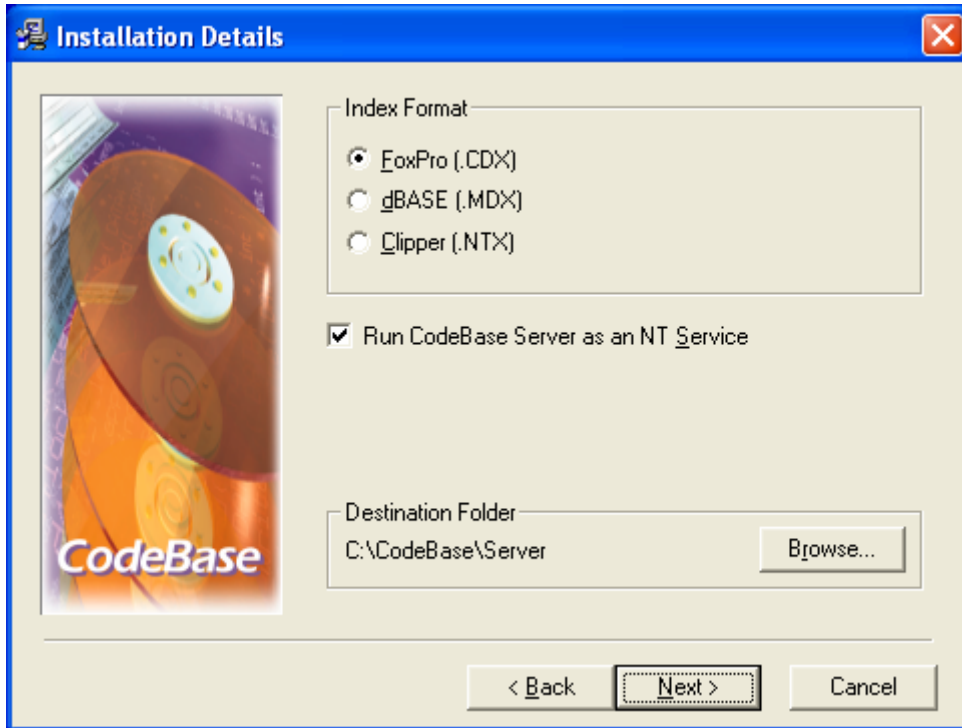 Installation Details
Index Format
FoxPro (.CDX)
dBASE (.MDX)
Clipper (.NTX)
Run CodeBase Server as an NT Service
Destination Folder
C:\CodeBase\Server
Browse...
CodeBase
< Back
Next >
Cancel